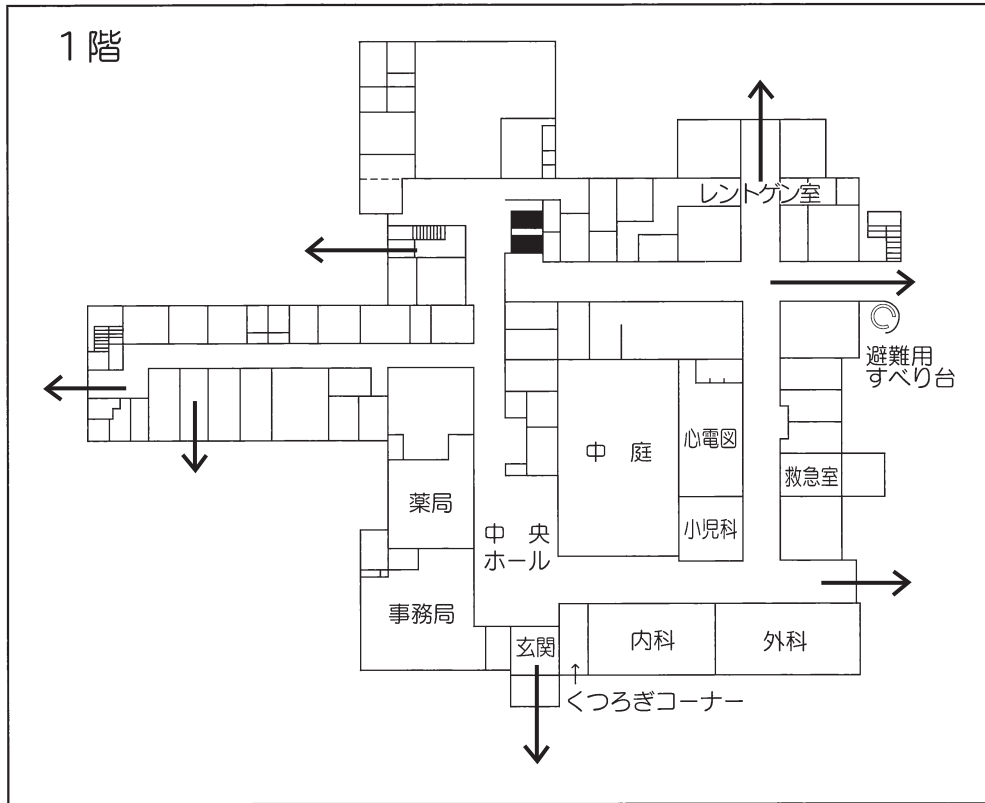 1階
レントゲン室
避難用
すべり台
心電図
中庭
救急室
薬局
小児科
中央
ホール
事務局
玄関
内科
外科
くつろぎコーナー